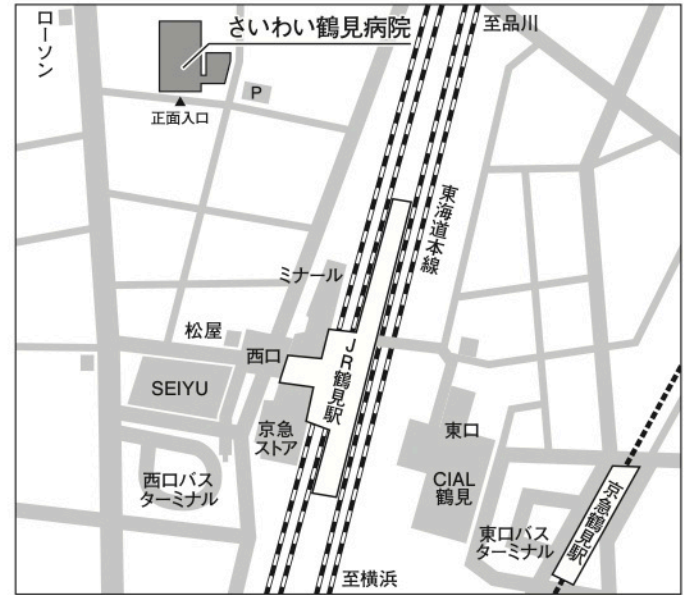 ローソン
さいわい鶴見病院
至品川
P
正面入口
東海道本線
ミナール
松屋
西口
JR鶴見駅
SEIYU
京急
ストア
東口
西口バス
ターミナル
CIAL
鶴見
東口バス
ターミナル
京急鶴見駅
至横浜